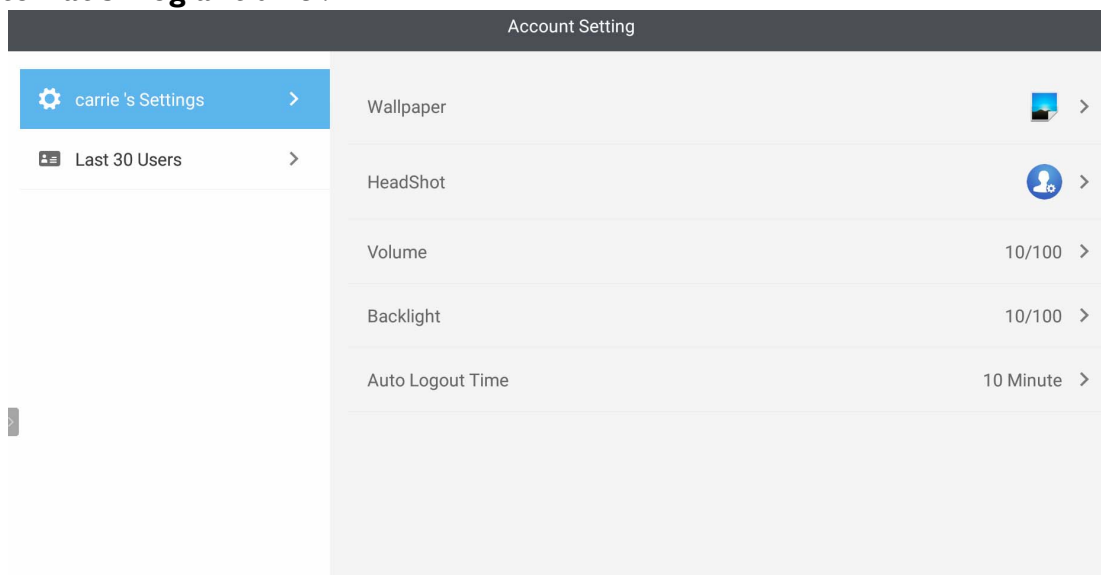 Account Setting
carrie 's Settings
Last 30 Users
Wallpaper
HeadShot
Volume 10/100
Backlight 10/100
Auto Logout Time 10 Minute